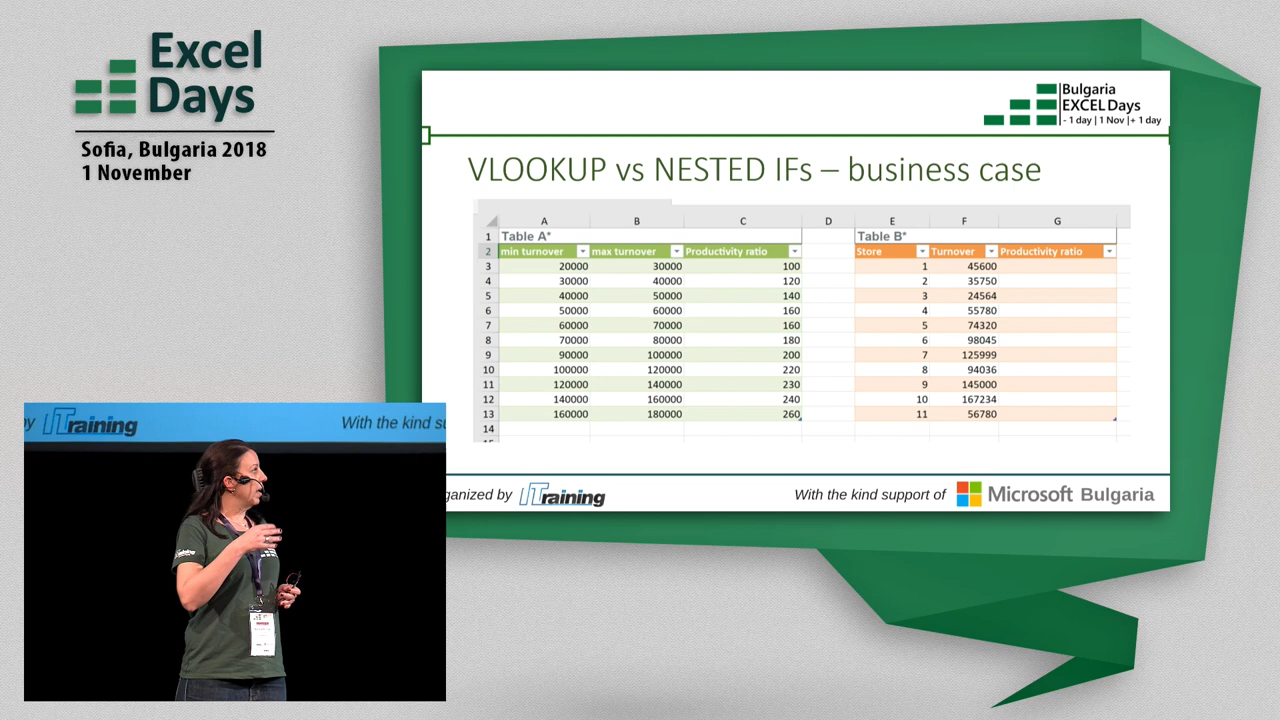 Excel
Days
Sofia, Bulgaria 2018
1 November
Bulgaria
EXCEL Days
- 1 day | 1 Nov |+ 1 day
VLOOKUP vs NESTED IFs – business case
A B C D E F G
1 Table A* Table B*
2 min turnover max turnover Productivity ratio Store Turnover Productivity ratio
3 20000 30000 100 1 45600
4 30000 40000 120 2 35750
5 40000 50000 140 3 24564
6 50000 60000 160 4 55780
7 60000 70000 160 5 74320
8 70000 80000 180 6 98045
9 90000 100000 200 7 125999
10 100000 120000 220 8 94036
11 120000 140000 230 9 145000
12 140000 160000 240 10 167234
13 160000 180000 260 11 56780
14
ganized by ITraining With the kind support of Microsoft Bulgaria
by ITraining With the kind su